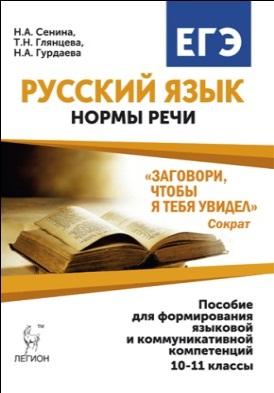 Н.А. Сенина,
Т.Н. Глянцева,
Н.А. Гурдаева
ЕГЭ
РУССКИЙ ЯЗЫК
НОРМЫ РЕЧИ
«ЗАГОВОРИ,
ЧТОБЫ
Я ТЕБЯ УВИДЕЛ»
Сократ
Пособие
для формирования
языковой
и коммуникативной
компетенций
10-11 классы
ЛЕГИОН
TM